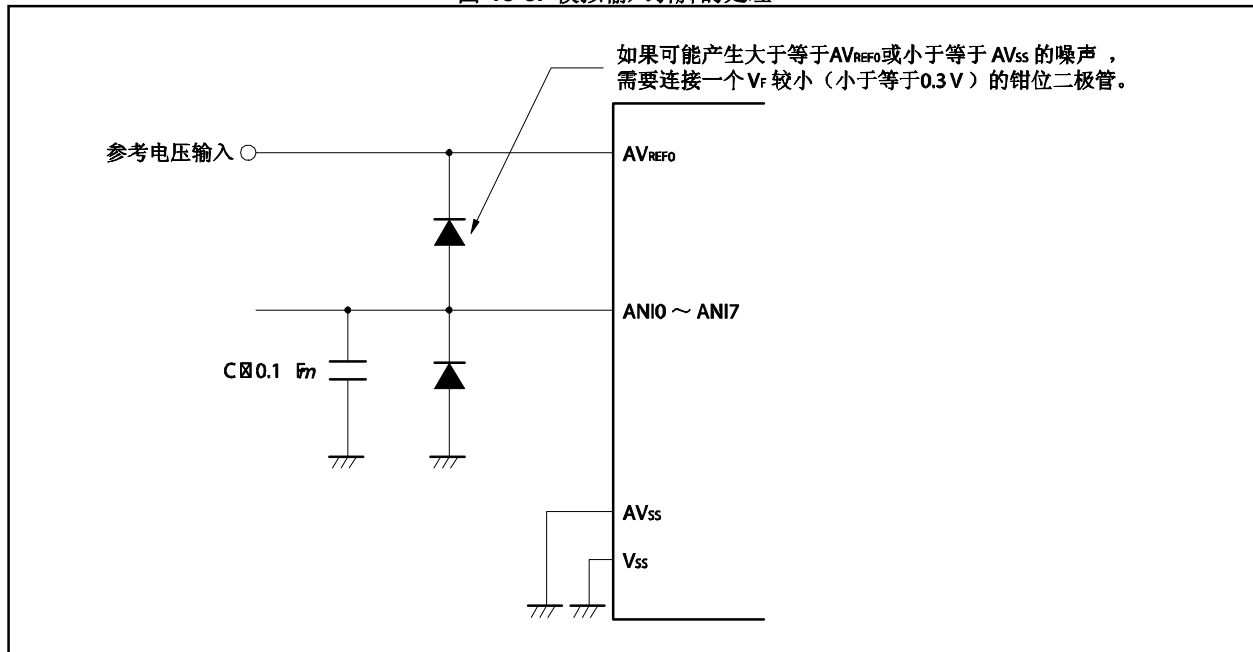 如果可能产生大于等于AVREF0或小于等于 AVSS 的噪声 ，
需要连接一个 VF 较小（小于等于0.3 V ）的钳位二极管。
参考电压输入
AVREF0
ANI0 ～ ANI7
C 0.1
AVSS
VSS